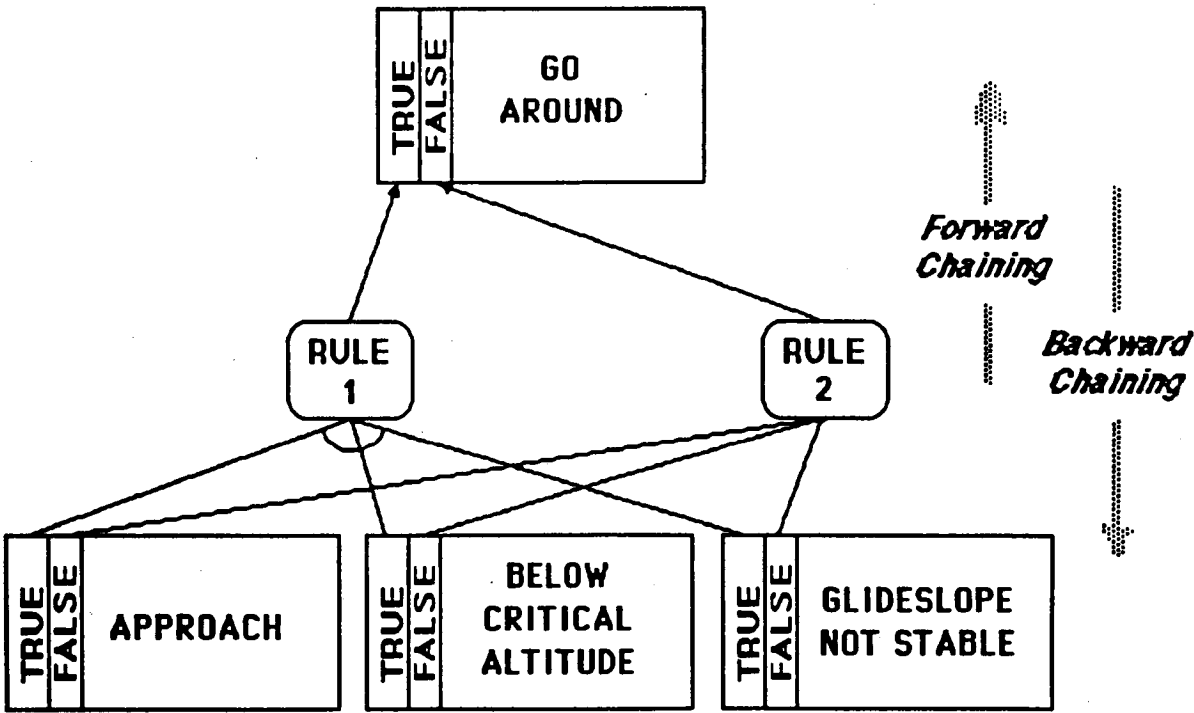 TRUE
FALSE
GO
AROUND
Forward
Chaining
RULE
1
RULE
2
Backward
Chaining
TRUE
FALSE
APPROACH
TRUE
FALSE
BELOW
CRITICAL
ALTITUDE
TRUE
FALSE
GLIDESLOPE
NOT STABLE